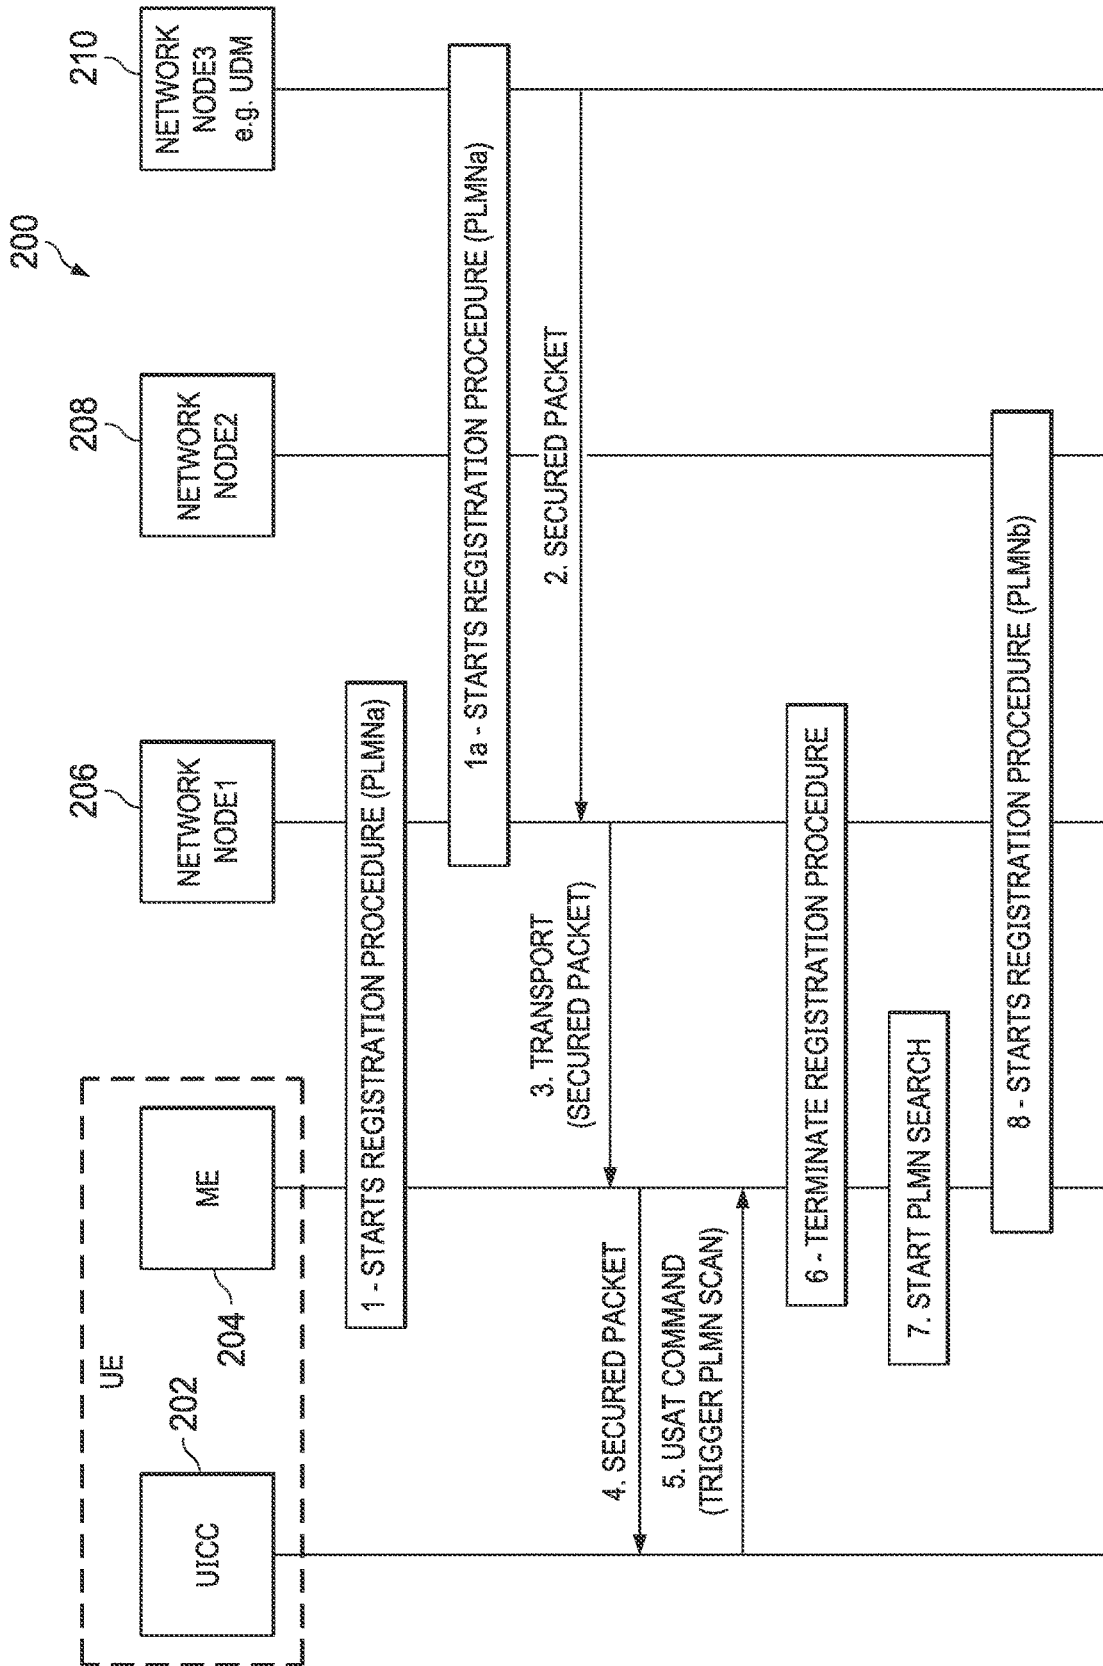 200
UE
UICC
202
ME
204
NETWORK
NODE1
206
NETWORK
NODE2
208
NETWORK
NODE3
e.g. UDM
210
1 - STARTS REGISTRATION PROCEDURE (PLMNa)
1a - STARTS REGISTRATION PROCEDURE (PLMNa)
2. SECURED PACKET
3. TRANSPORT
(SECURED PACKET)
4. SECURED PACKET
5. USAT COMMAND
(TRIGGER PLMN SCAN)
6 - TERMINATE REGISTRATION PROCEDURE
7. START PLMN SEARCH
8 - STARTS REGISTRATION PROCEDURE (PLMNb)